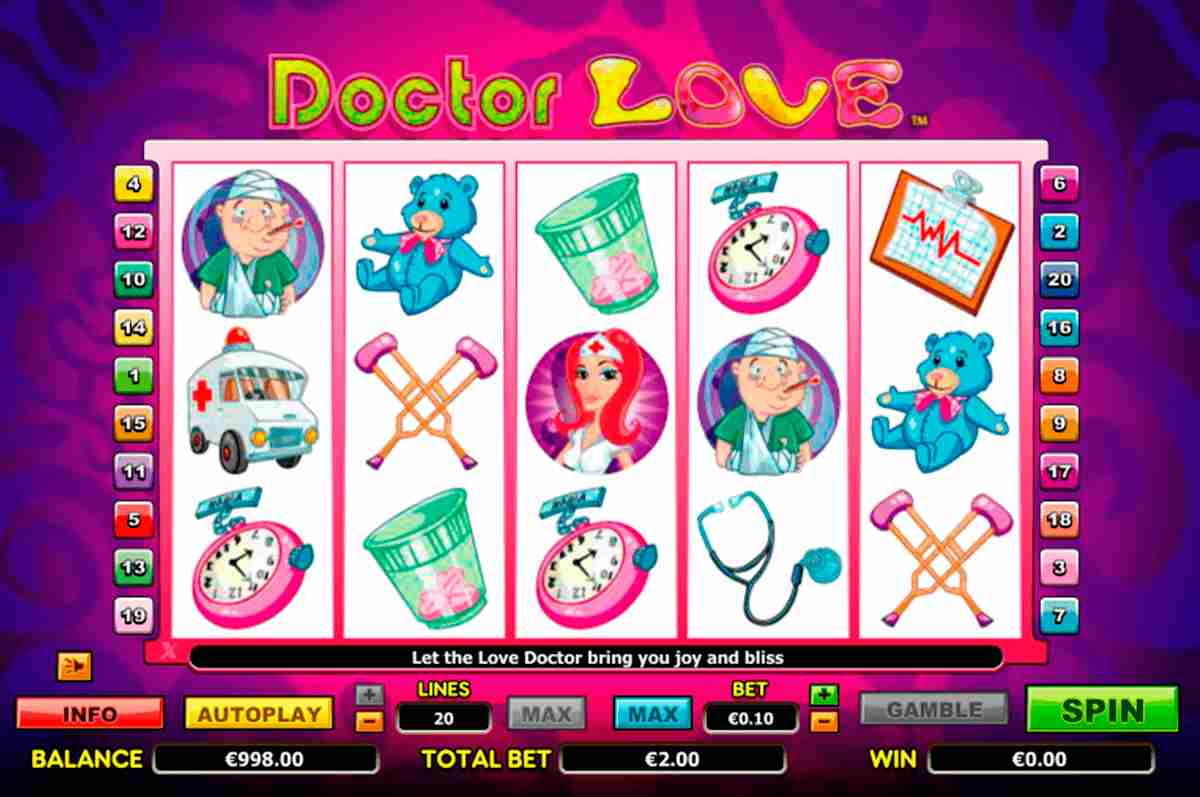 Doctor LOVE™
4
6
12
2
10
20
14
16
1
8
15
9
11
17
5
18
13
3
19
7
Let the Love Doctor bring you joy and bliss
LINES
BET
INFO
AUTOPLAY
+
-
20
MAX
MAX
€0.10
+
-
GAMBLE
SPIN
BALANCE
€998.00
TOTAL BET
€2.00
WIN
€0.00